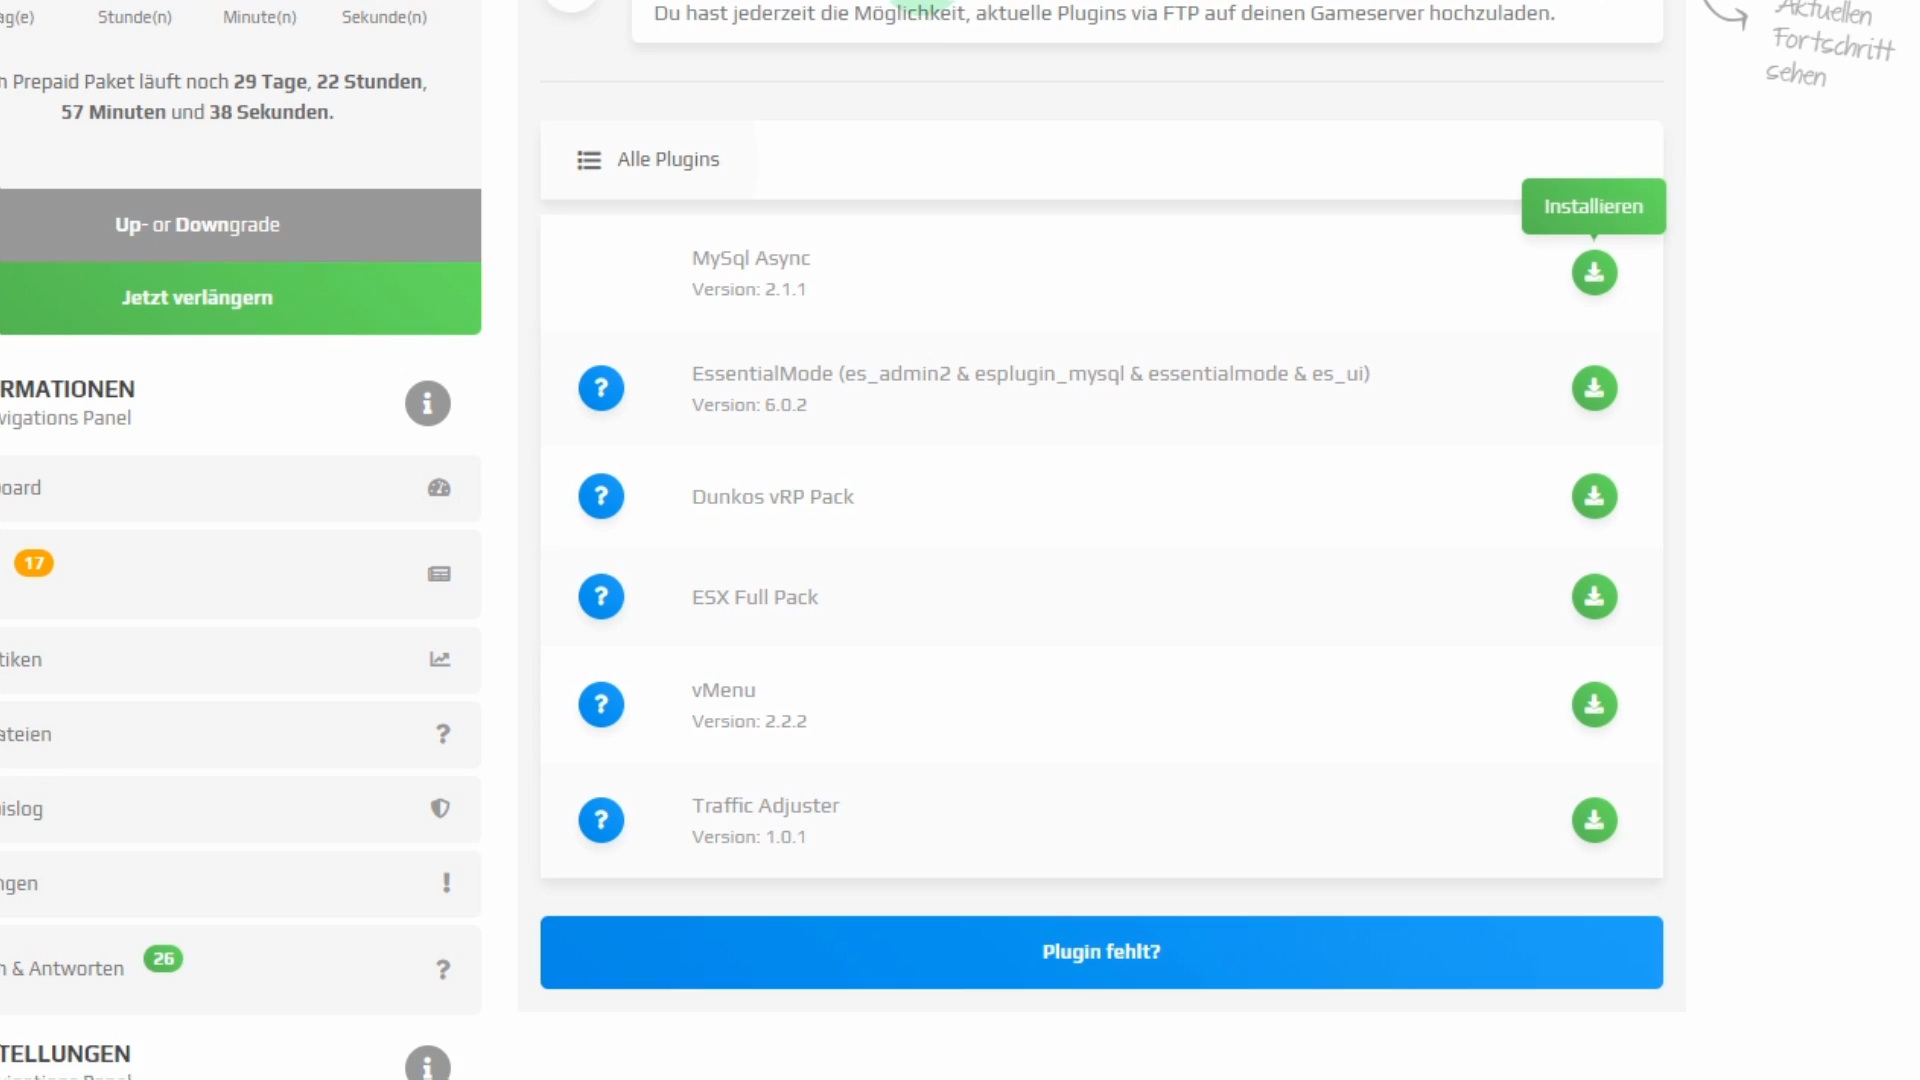 Stunde(n) Minute(n) Sekunde(n)
Prepaid Paket läuft noch 29 Tage, 22 Stunden,
57 Minuten und 38 Sekunden.
Up- or Downgrade
Jetzt verlängern
RMATIONEN
vigations Panel
oard
17
tiken
ateien
islog
ngen
n & Antworten 26
TELLUNGEN
Du hast jederzeit die Möglichkeit, aktuelle Plugins via FTP auf deinen Gameserver hochzuladen.
Aktuellen
Fortschritt
sehen
Alle Plugins
Installieren
MySql Async
Version: 2.1.1
EssentialMode (es_admin2 & esplugin_mysql & essentialmode & es_ui)
Version: 6.0.2
Dunkos vRP Pack
ESX Full Pack
vMenu
Version: 2.2.2
Traffic Adjuster
Version: 1.0.1
Plugin fehlt?